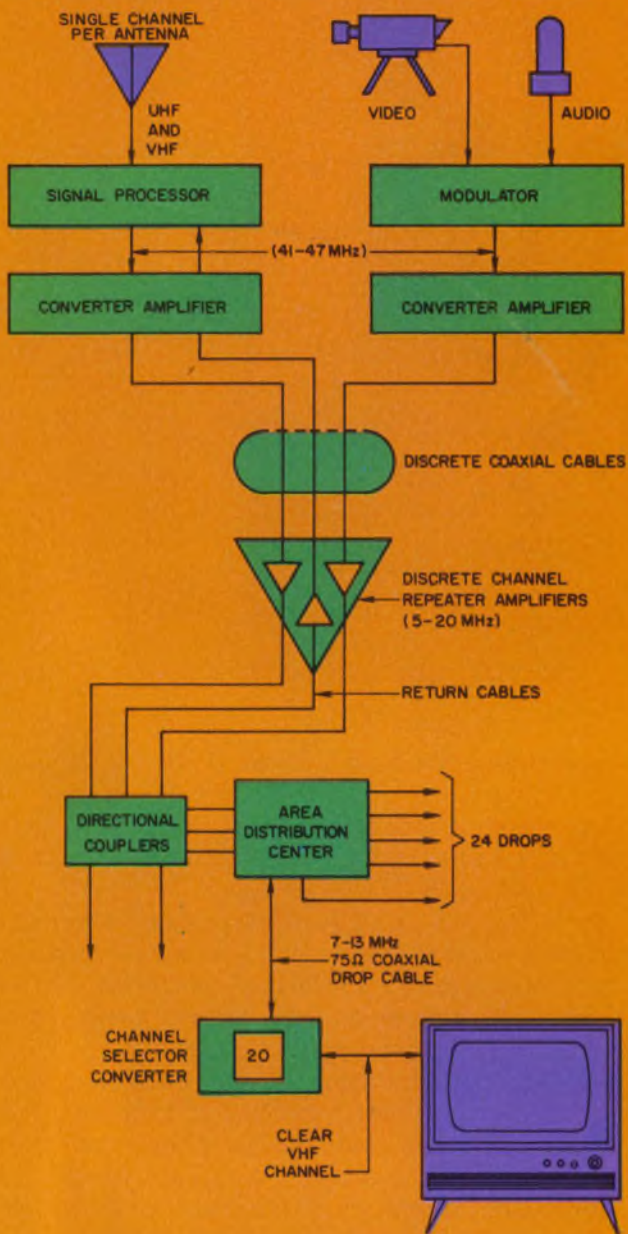 SINGLE CHANNEL
PER ANTENNA
UHF
AND
VHF
VIDEO
AUDIO
SIGNAL PROCESSOR
MODULATOR
(41-47 MHz)
CONVERTER AMPLIFIER
CONVERTER AMPLIFIER
DISCRETE COAXIAL CABLES
DISCRETE CHANNEL
REPEATER AMPLIFIERS
(5-20 MHz)
RETURN CABLES
DIRECTIONAL
COUPLERS
AREA
DISTRIBUTION
CENTER
24 DROPS
7-13 MHz
75Ω COAXIAL
DROP CABLE
CHANNEL
SELECTOR
CONVERTER
20
CLEAR
VHF
CHANNEL